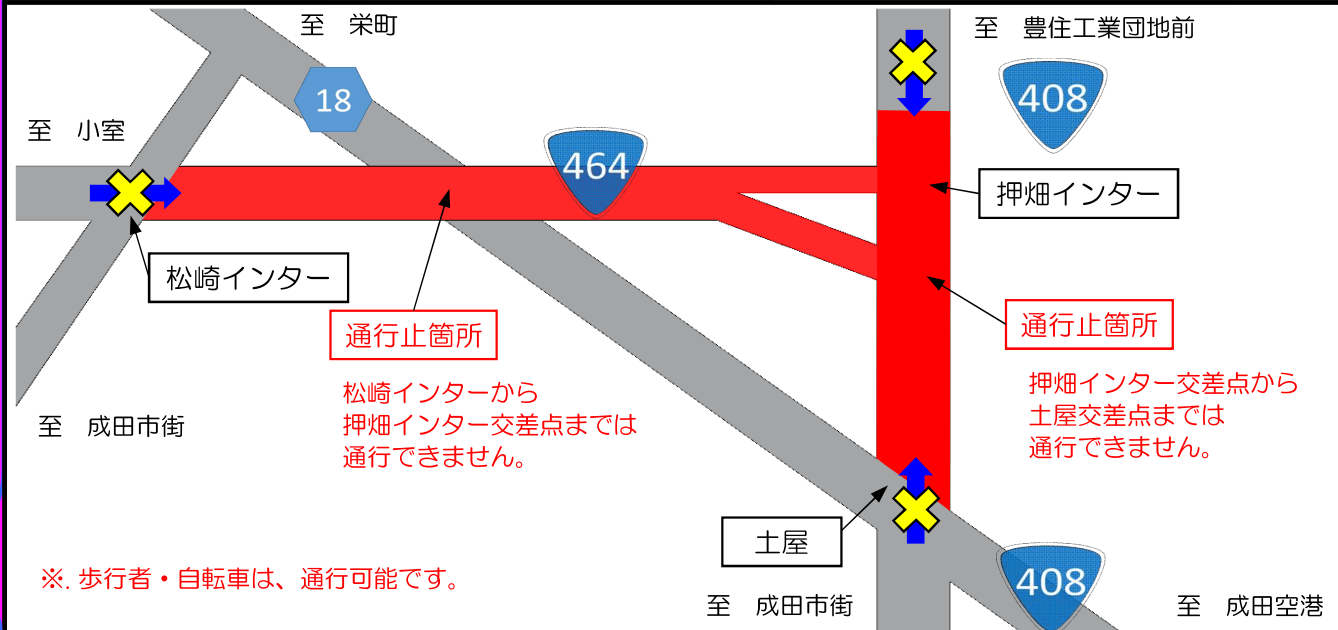 至　栄町
至　豊住工業団地前
18
408
至　小室
464
押畑インター
松崎インター
通行止箇所
通行止箇所
松崎インターから
押畑インター交差点までは
通行できません。
押畑インター交差点から
土屋交差点までは
通行できません。
至　成田市街
土屋
※. 歩行者・自転車は、通行可能です。
408
至　成田市街
至　成田空港